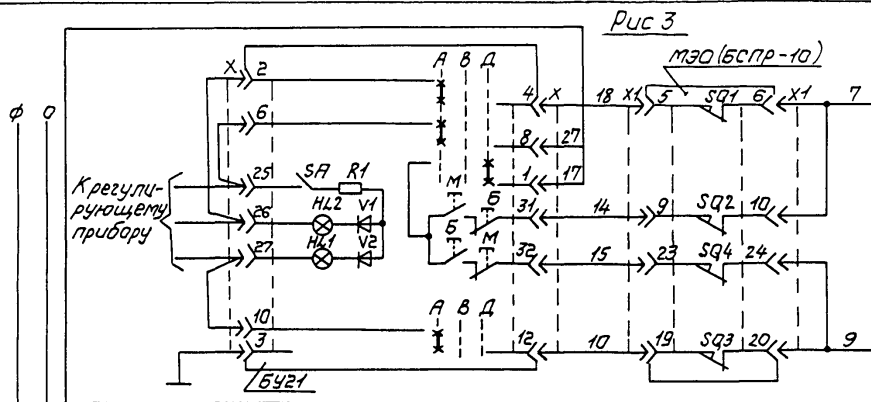 Рис 3
МЭО (БСПР-10)
Ф О
А В Д
X 2 4 X 18 X1 5 SQ1 6 X1 7
6 8 27
25 SA R1 1 17
К регули-
рующему
прибору
26 HL2 V1 М Б 31 14 9 SQ2 10
27 HL1 V2 Б М 32 15 23 SQ4 24
А В Д
10
3 12 10 19 SQ3 20 9
БУ21